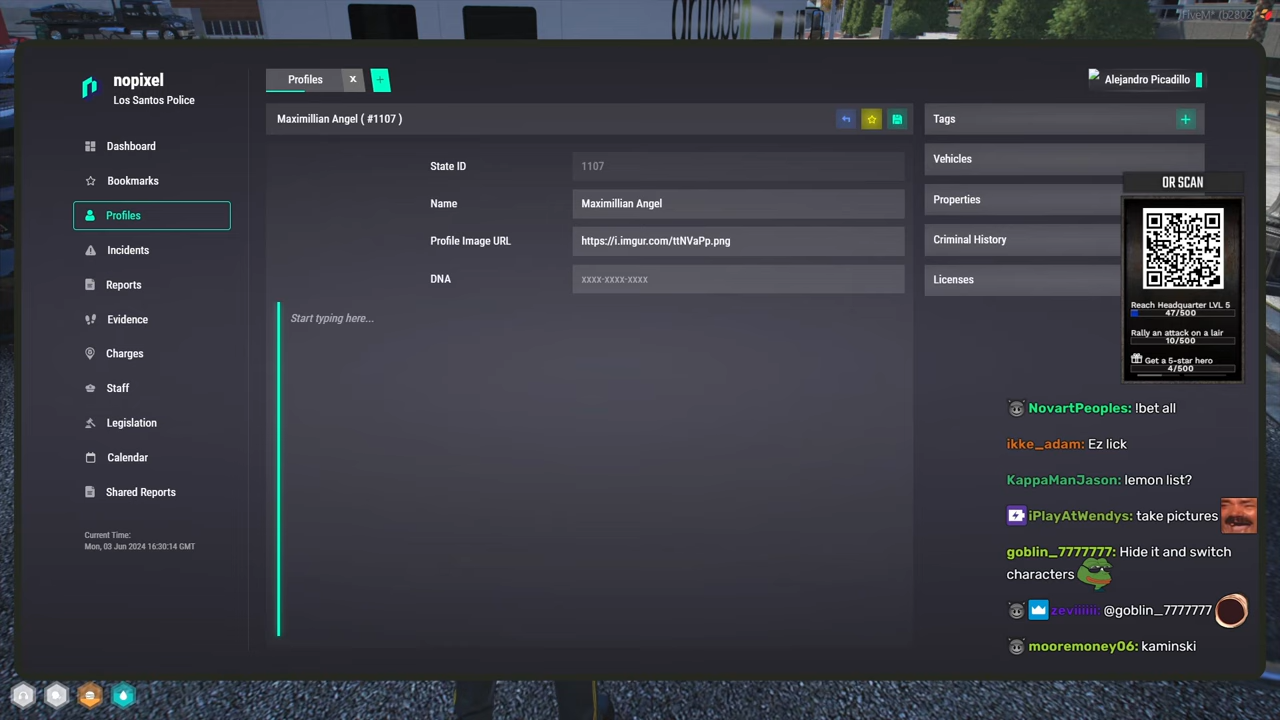 FiveM
nopixel
Los Santos Police
Profiles
x
+
Alejandro Picadillo
Maximillian Angel ( #1107 )
Tags
+
Dashboard
Bookmarks
Profiles
Incidents
Reports
Evidence
Charges
Staff
Legislation
Calendar
Shared Reports
Current Time:
Mon, 03 Jun 2024 16:30:14 GMT
State ID
1107
Name
Maximillian Angel
Profile Image URL
https://i.imgur.com/ttNVaPp.png
DNA
xxxx-xxxx-xxxx
Start typing here...
Vehicles
Properties
Criminal History
Licenses
OR SCAN
Reach Headquarter LVL 5
47/500
Rally an attack on a lair
10/500
Get a 5-star hero
4/500
NovartPeoples: !bet all
ikke_adam: Ez lick
KappaManJason: lemon list?
iPlayAtWendys: take pictures
goblin_7777777: Hide it and switch
characters
zeviiiiii: @goblin_7777777
mooremoney06: kaminski